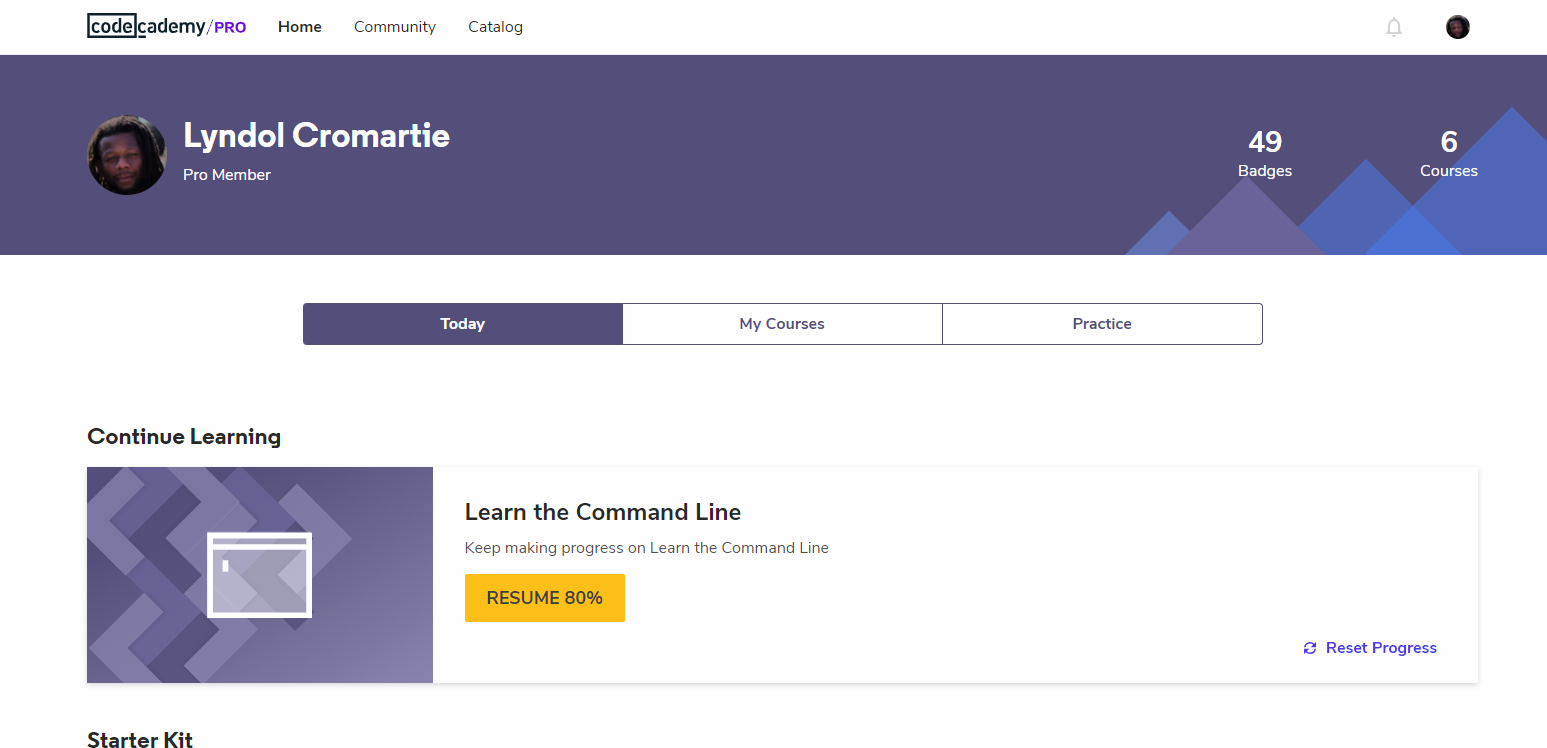 codecademy/PRO Home Community Catalog
Lyndol Cromartie
Pro Member
49
Badges
6
Courses
Today My Courses Practice
Continue Learning
Learn the Command Line
Keep making progress on Learn the Command Line
RESUME 80%
Reset Progress
Starter Kit